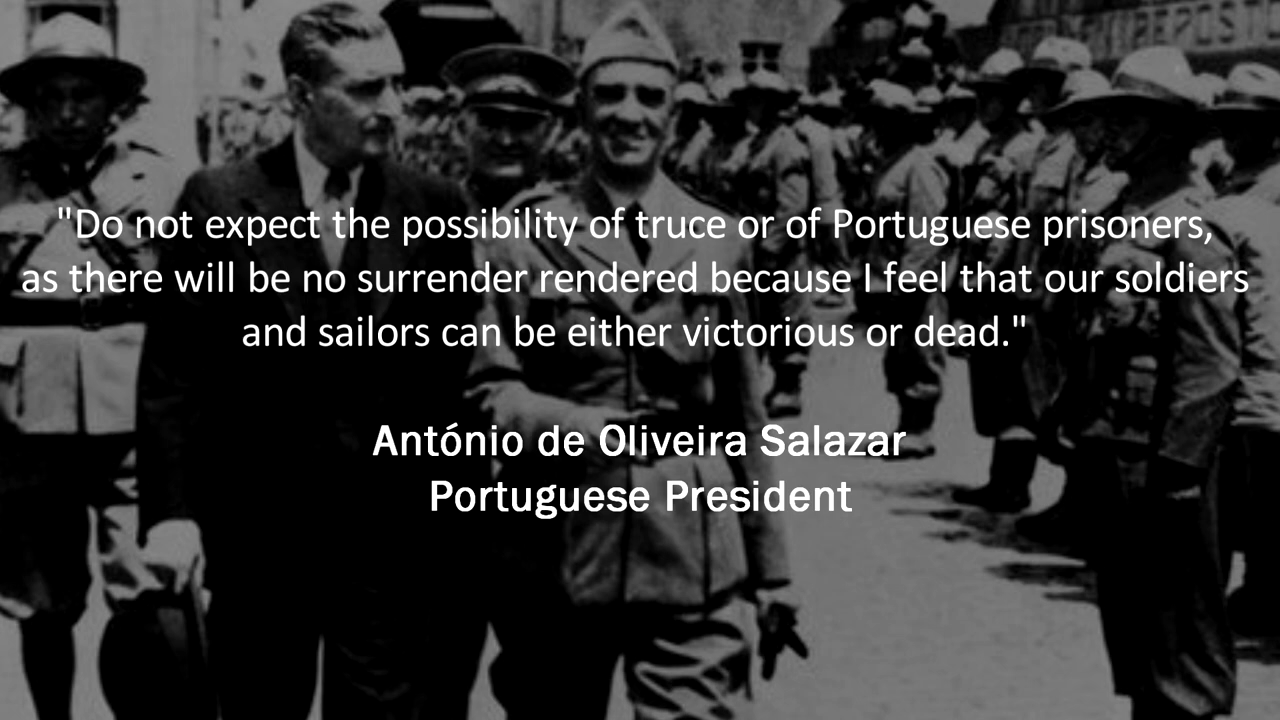 "Do not expect the possibility of truce or of Portuguese prisoners,
as there will be no surrender rendered because I feel that our soldiers
and sailors can be either victorious or dead."
António de Oliveira Salazar
Portuguese President